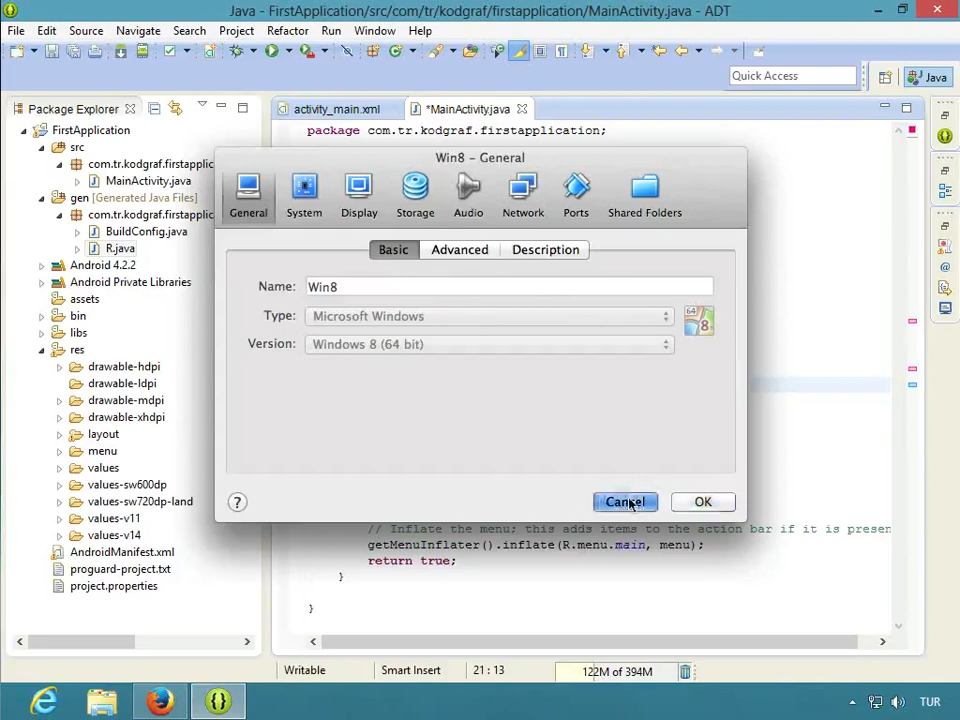 Java - FirstApplication/src/com/tr/kodgraf/firstapplication/MainActivity.java - ADT
File Edit Source Navigate Search Project Refactor Run Window Help
Quick Access
Java
Package Explorer
activity_main.xml
*MainActivity.java
FirstApplication
src
com.tr.kodgraf.firstapplic
MainActivity.java
gen [Generated Java Files]
com.tr.kodgraf.firstapplic
BuildConfig.java
R.java
Android 4.2.2
Android Private Libraries
assets
bin
libs
res
drawable-hdpi
drawable-ldpi
drawable-mdpi
drawable-xhdpi
layout
menu
values
values-sw600dp
values-sw720dp-land
values-v11
values-v14
AndroidManifest.xml
proguard-project.txt
project.properties
package com.tr.kodgraf.firstapplication;
Win8 - General
General System Display Storage Audio Network Ports Shared Folders
Basic Advanced Description
Name: Win8
Type: Microsoft Windows
64
8
Version: Windows 8 (64 bit)
? Cancel OK
// Inflate the menu; this adds items to the action bar if it is presen
getMenuInflater().inflate(R.menu.main, menu);
return true;
}
}
Writable Smart Insert 21 : 13 122M of 394M
TUR